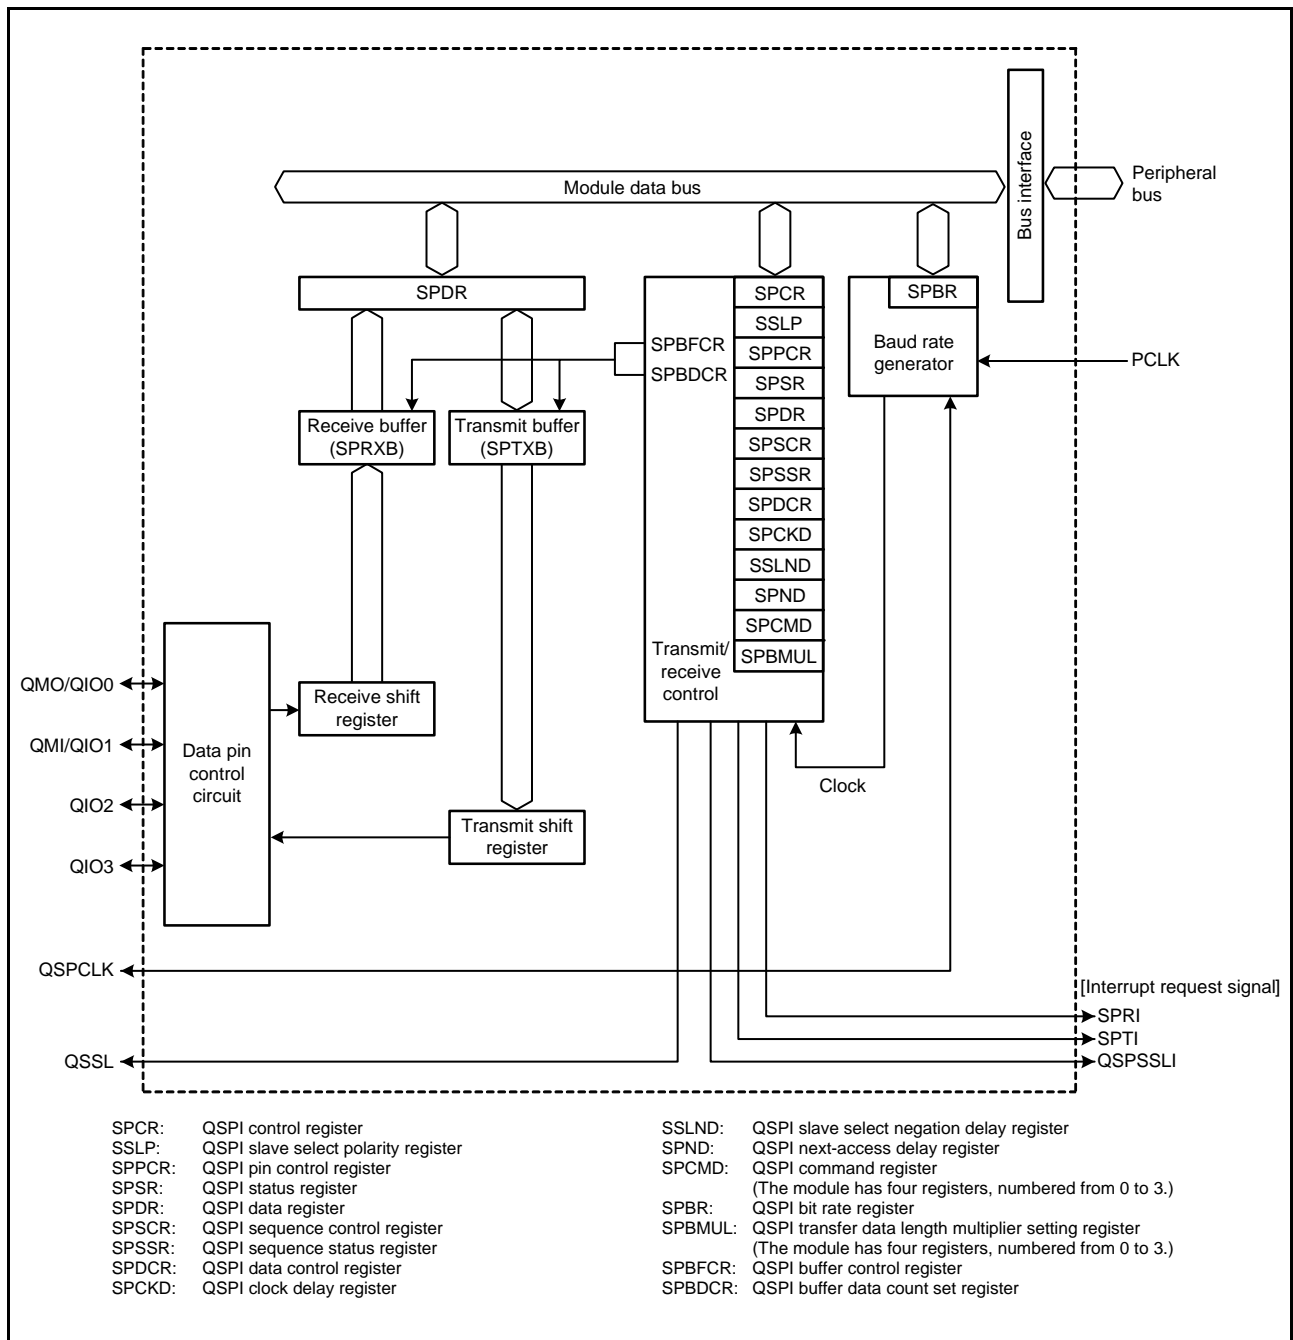 Bus interface
Peripheral
bus
Module data bus
SPDR
SPCR
SSLP
SPPCR
SPSR
SPDR
SPSCR
SPSSR
SPDCR
SPCKD
SSLND
SPND
SPCMD
SPBMUL
SPBFCR
SPBDCR
Transmit/
receive
control
SPBR
Baud rate
generator
PCLK
Receive buffer
(SPRXB)
Transmit buffer
(SPTXB)
QMO/QIO0
QMI/QIO1
QIO2
QIO3
Data pin
control
circuit
Receive shift
register
Transmit shift
register
Clock
QSPCLK
QSSL
[Interrupt request signal]
SPRI
SPTI
QSPSSLI
SPCR: QSPI control register
SSLP: QSPI slave select polarity register
SPPCR: QSPI pin control register
SPSR: QSPI status register
SPDR: QSPI data register
SPSCR: QSPI sequence control register
SPSSR: QSPI sequence status register
SPDCR: QSPI data control register
SPCKD: QSPI clock delay register
SSLND: QSPI slave select negation delay register
SPND: QSPI next-access delay register
SPCMD: QSPI command register
(The module has four registers, numbered from 0 to 3.)
SPBR: QSPI bit rate register
SPBMUL: QSPI transfer data length multiplier setting register
(The module has four registers, numbered from 0 to 3.)
SPBFCR: QSPI buffer control register
SPBDCR: QSPI buffer data count set register